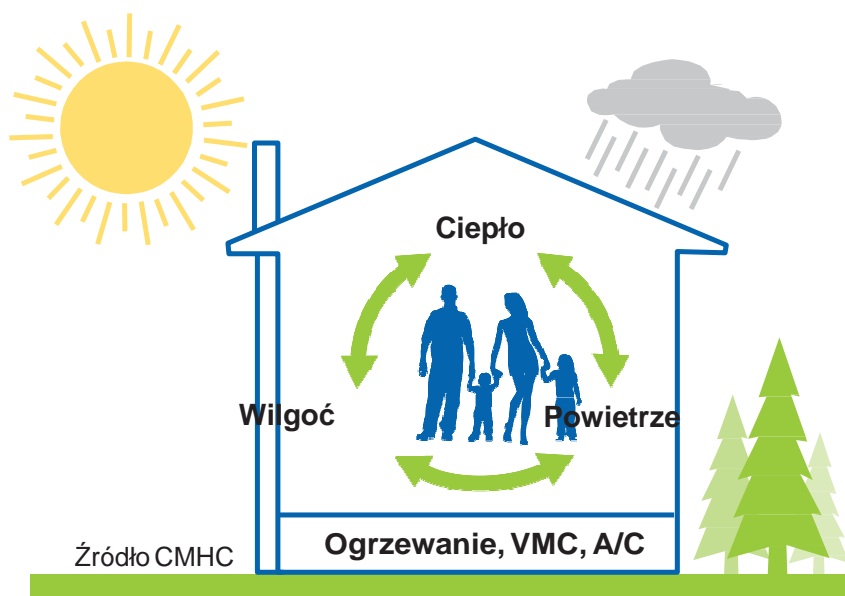 Ciepło
Wilgoć
Powietrze
Ogrzewanie, VMC, A/C
Źródło CMHC